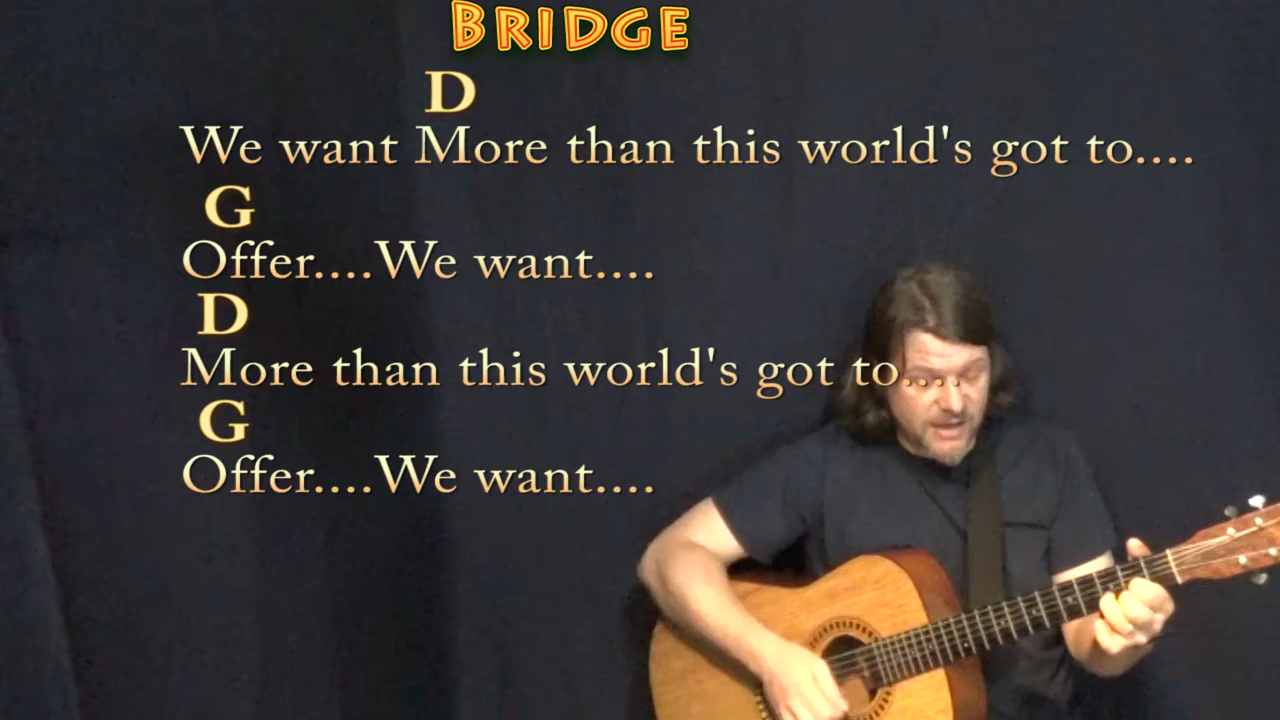 BRIDGE
D
We want More than this world's got to....
G
Offer....We want....
D
More than this world's got to....
G
Offer....We want....